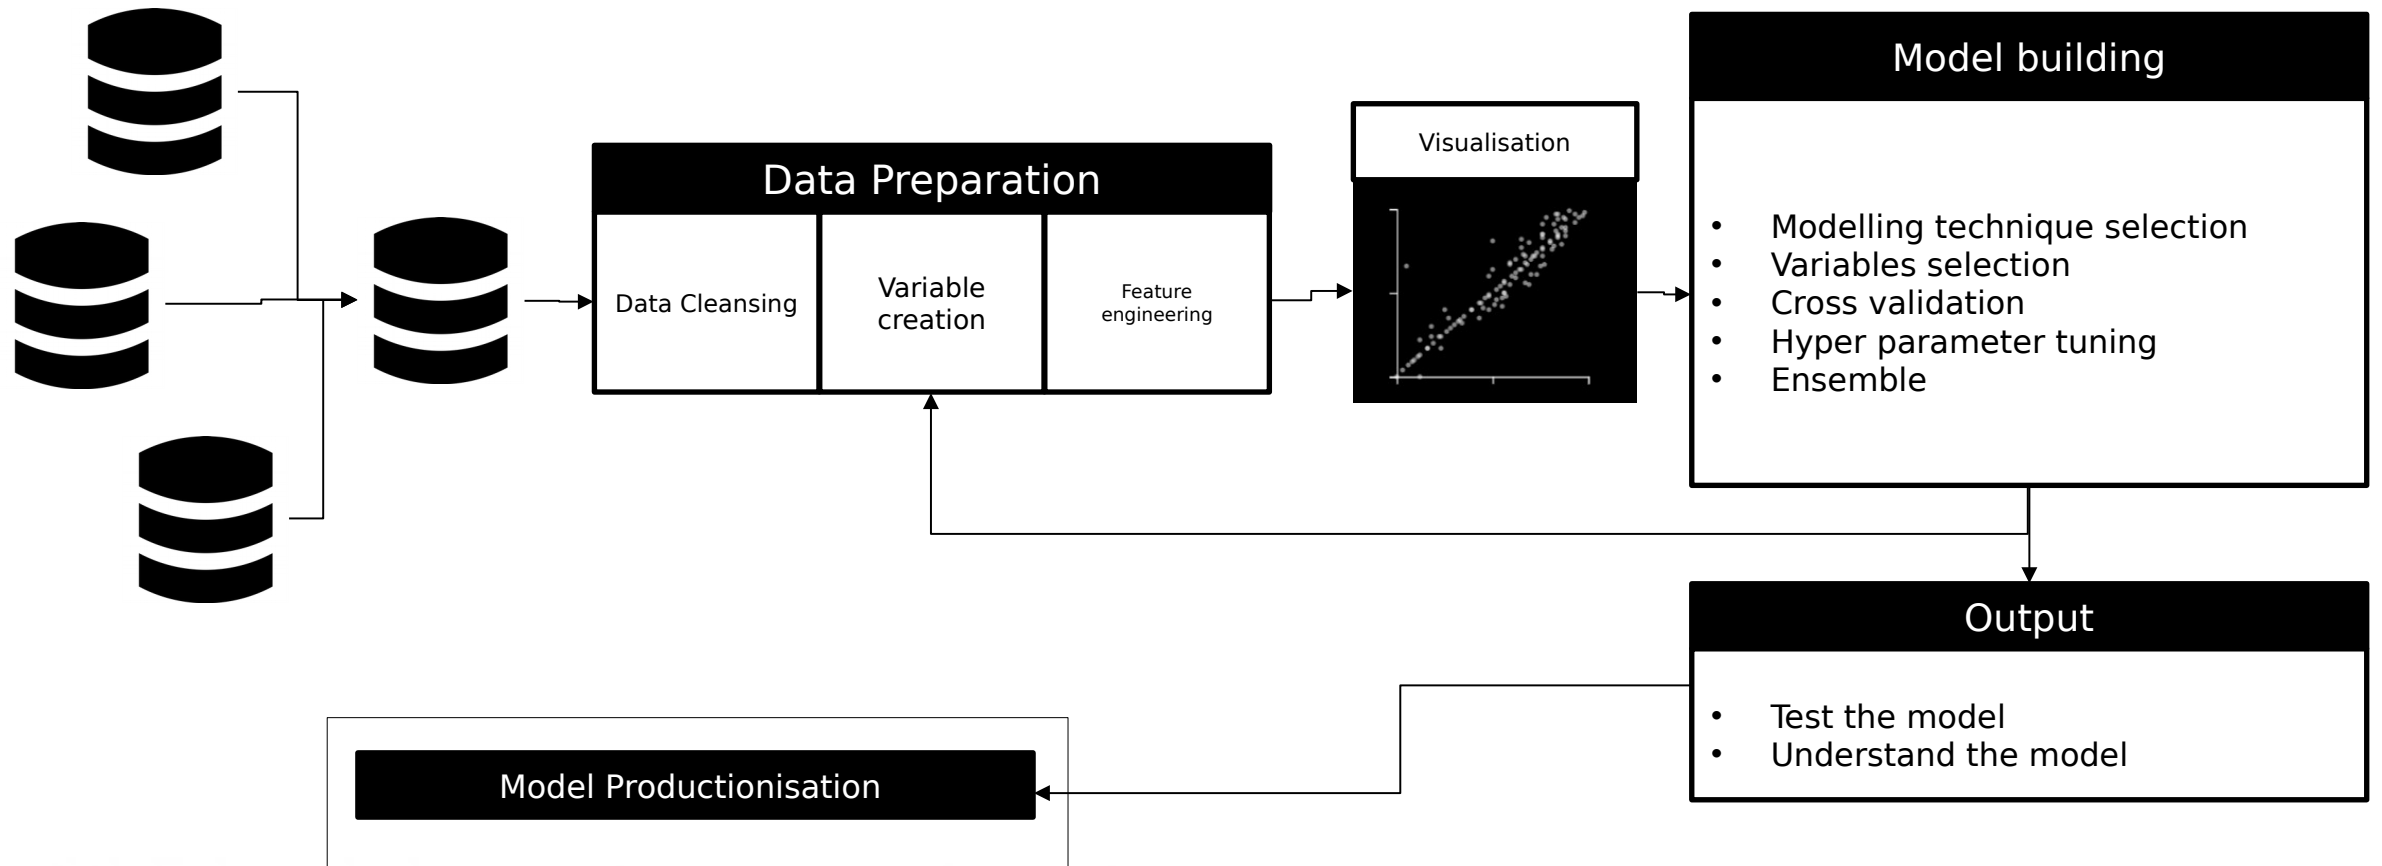 Model building
Visualisation
Data Preparation
Data Cleansing
Variable
creation
Feature
engineering
• Modelling technique selection
• Variables selection
• Cross validation
• Hyper parameter tuning
• Ensemble
Output
• Test the model
• Understand the model
Model Productionisation